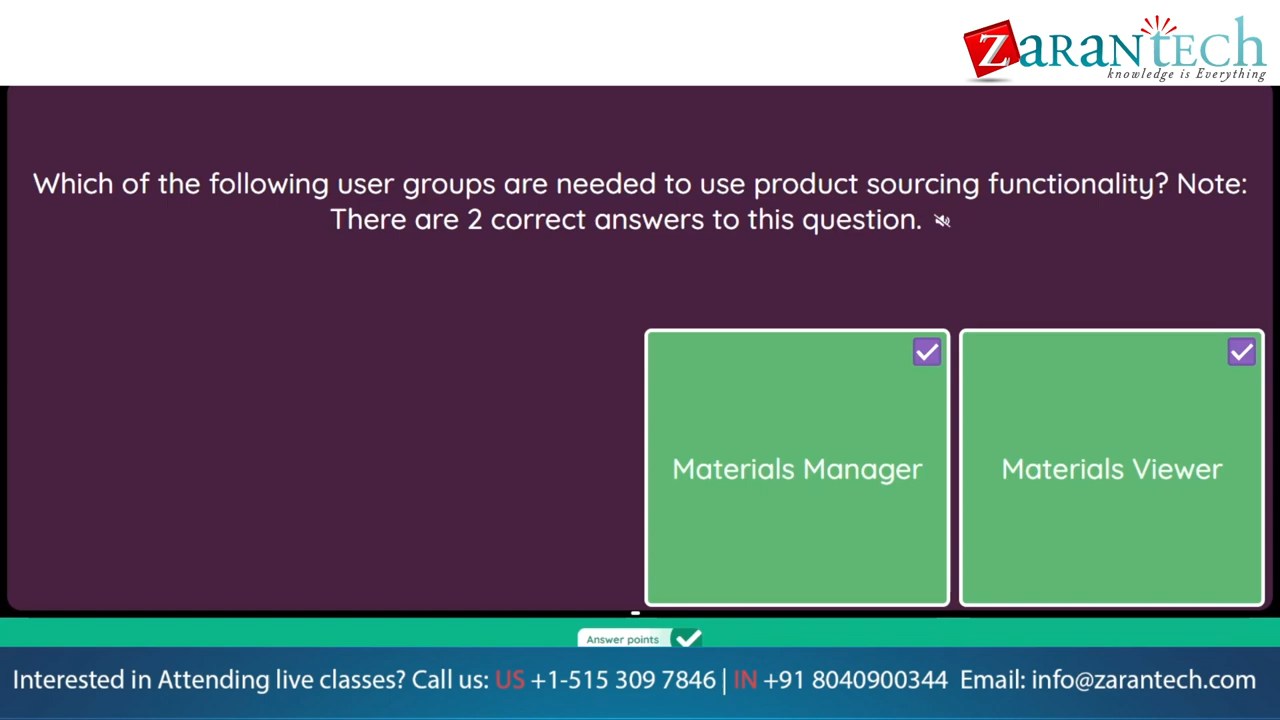 ZARANTECH
knowledge is Everything
Which of the following user groups are needed to use product sourcing functionality? Note:
There are 2 correct answers to this question.
Materials Manager
Materials Viewer
Answer points
Interested in Attending live classes? Call us: US +1-515 309 7846 | IN +91 8040900344 Email: info@zarantech.com